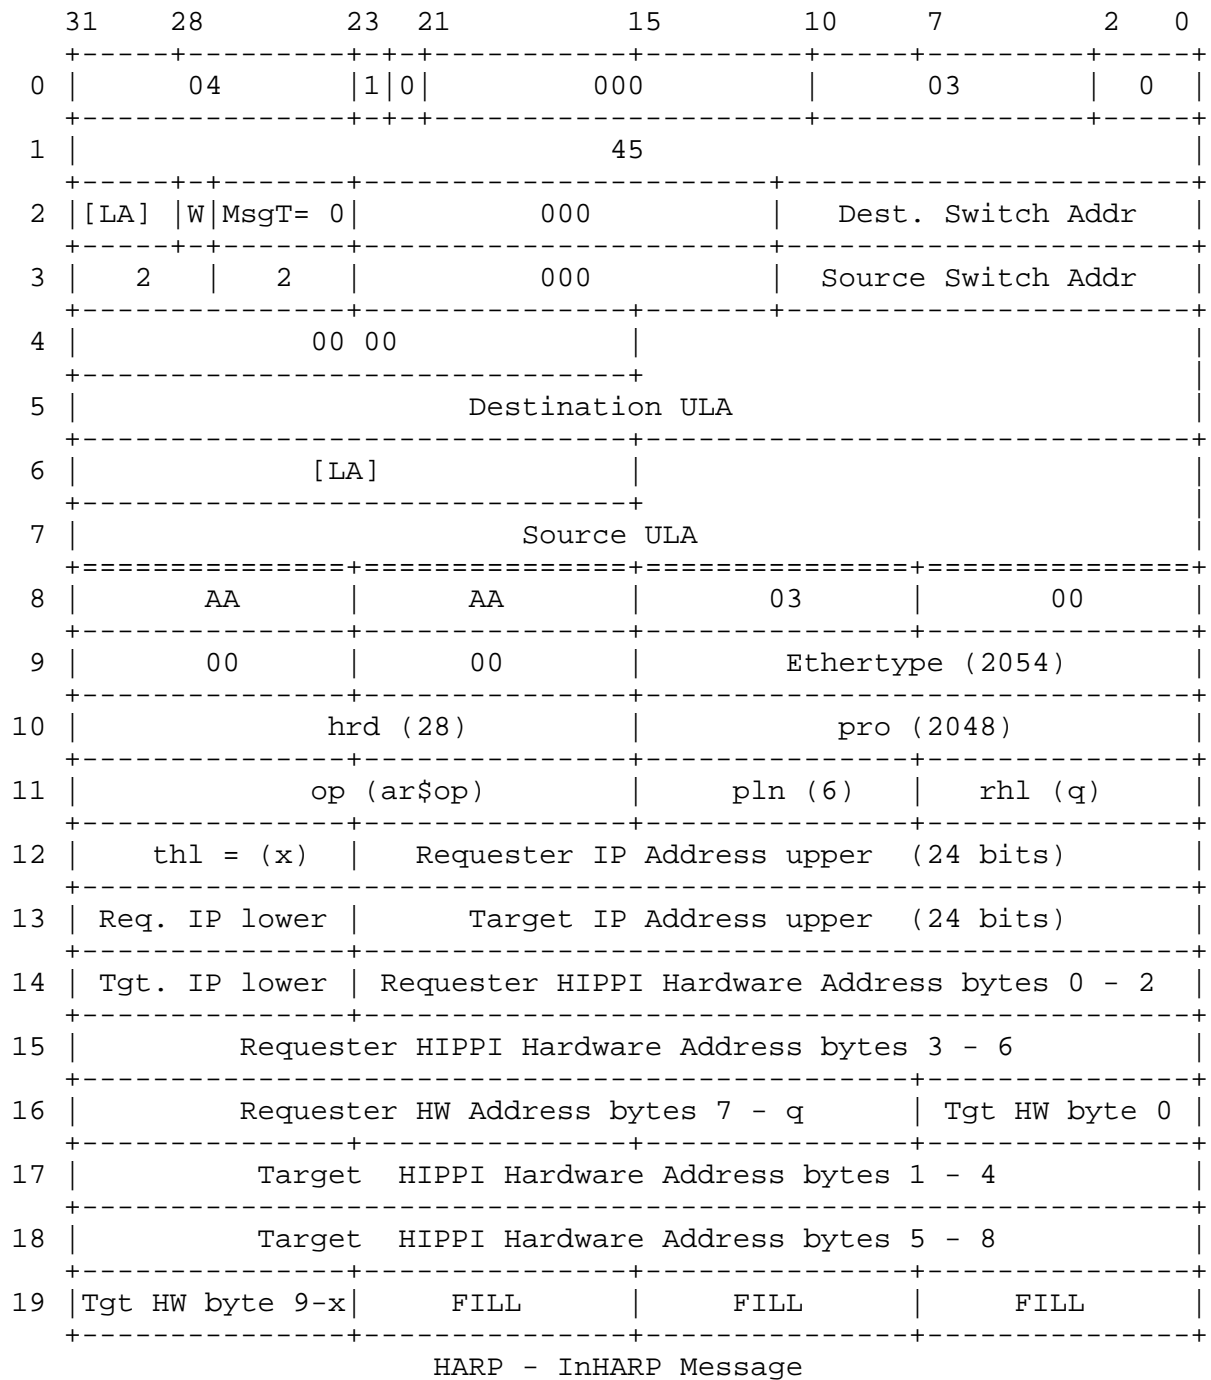 31    28        23  21          15        10     7         2    0
+-----+---------+-+-+-----------+---------+-----+---------+-----+
0 |      04       |1|0|         000         |      03       |  0  |
+---------------+-+-+---------------------+---------------+-----+
1 |                              45                               |
+-----+-+-------+-----------------------+-----------------------+
2 |[LA] |W|MsgT= 0|          000          |   Dest. Switch Addr   |
+-----+-+-------+-----------------------+-----------------------+
3 |   2   |   2   |          000          |  Source Switch Addr   |
+---------------+---------------+-------+-----------------------+
4 |             00 00             |                               |
+-------------------------------+                               |
5 |                      Destination ULA                          |
+-------------------------------+-------------------------------+
6 |             [LA]              |                               |
+-------------------------------+                               |
7 |                         Source ULA                            |
+===============+===============+===============+===============+
8 |       AA      |      AA       |       03      |       00      |
+---------------+---------------+---------------+---------------+
9 |       00      |      00       |        Ethertype (2054)       |
+---------------+---------------+-------------------------------+
10 |              hrd (28)         |           pro (2048)          |
+---------------+---------------+---------------+---------------+
11 |             op (ar$op)        |     pln (6)   |   rhl (q)     |
+---------------+---------------+---------------+---------------+
12 |    thl = (x)  |   Requester IP Address upper  (24 bits)       |
+---------------------------------------------------------------+
13 | Req. IP lower |      Target IP Address upper  (24 bits)       |
+---------------+-----------------------------------------------+
14 | Tgt. IP lower | Requester HIPPI Hardware Address bytes 0 - 2  |
+---------------+-----------------------------------------------+
15 |         Requester HIPPI Hardware Address bytes 3 - 6          |
+-----------------------------------------------+---------------+
16 |         Requester HW Address bytes 7 - q      | Tgt HW byte 0 |
+---------------+---------------+---------------+---------------+
17 |          Target  HIPPI Hardware Address bytes 1 - 4           |
+---------------------------------------------------------------+
18 |          Target  HIPPI Hardware Address bytes 5 - 8           |
+---------------+---------------+---------------+---------------+
19 |Tgt HW byte 9-x|     FILL      |     FILL      |     FILL      |
+---------------+---------------+---------------+---------------+
HARP - InHARP Message